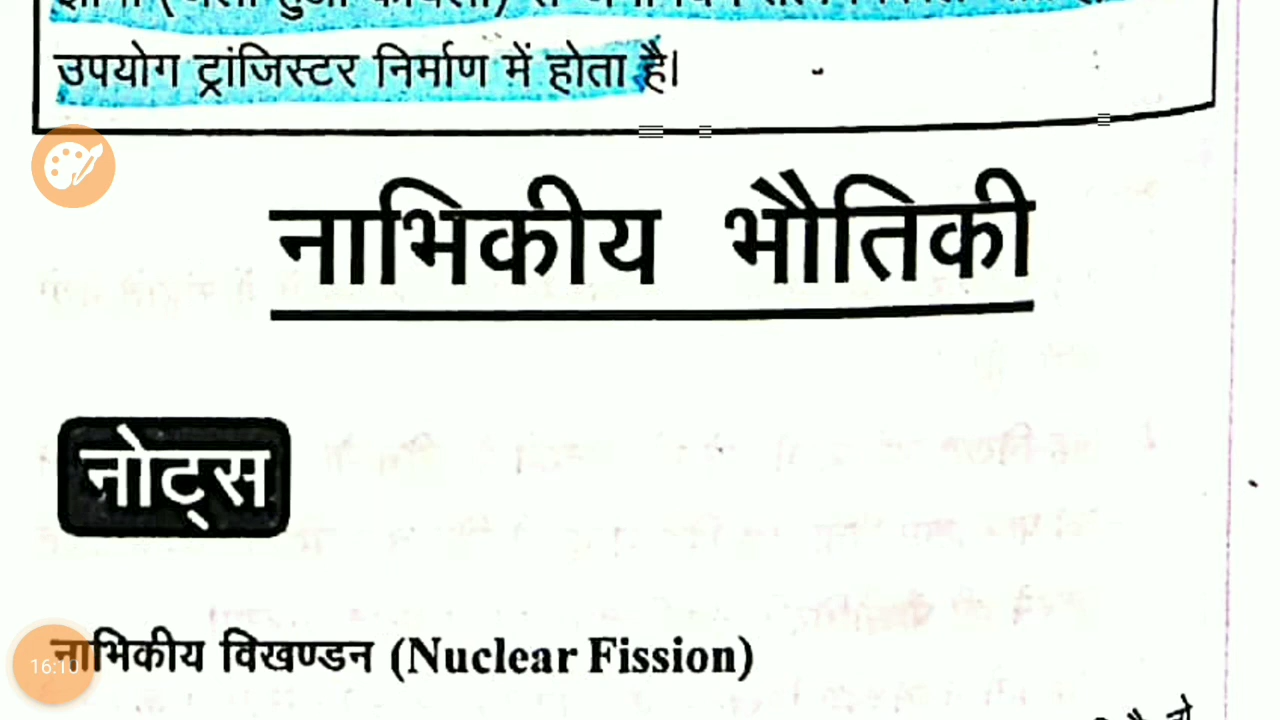 उपयोग ट्रांजिस्टर निर्माण में होता है।
नाभिकीय भौतिकी
नोट्स
नाभिकीय विखण्डन (Nuclear Fission)
16:10